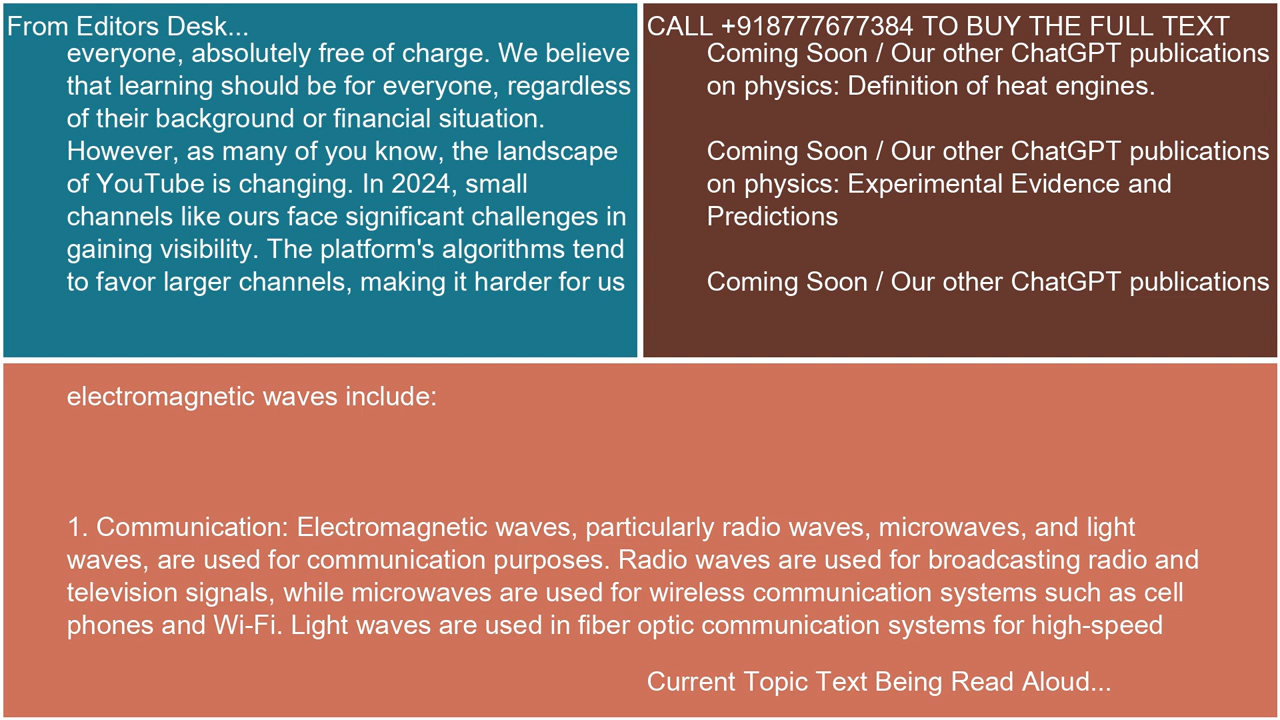 From Editors Desk...
everyone, absolutely free of charge. We believe
that learning should be for everyone, regardless
of their background or financial situation.
However, as many of you know, the landscape
of YouTube is changing. In 2024, small
channels like ours face significant challenges in
gaining visibility. The platform's algorithms tend
to favor larger channels, making it harder for us
CALL +918777677384 TO BUY THE FULL TEXT
Coming Soon / Our other ChatGPT publications
on physics: Definition of heat engines.
Coming Soon / Our other ChatGPT publications
on physics: Experimental Evidence and
Predictions
Coming Soon / Our other ChatGPT publications
electromagnetic waves include:
1. Communication: Electromagnetic waves, particularly radio waves, microwaves, and light
waves, are used for communication purposes. Radio waves are used for broadcasting radio and
television signals, while microwaves are used for wireless communication systems such as cell
phones and Wi-Fi. Light waves are used in fiber optic communication systems for high-speed
Current Topic Text Being Read Aloud...